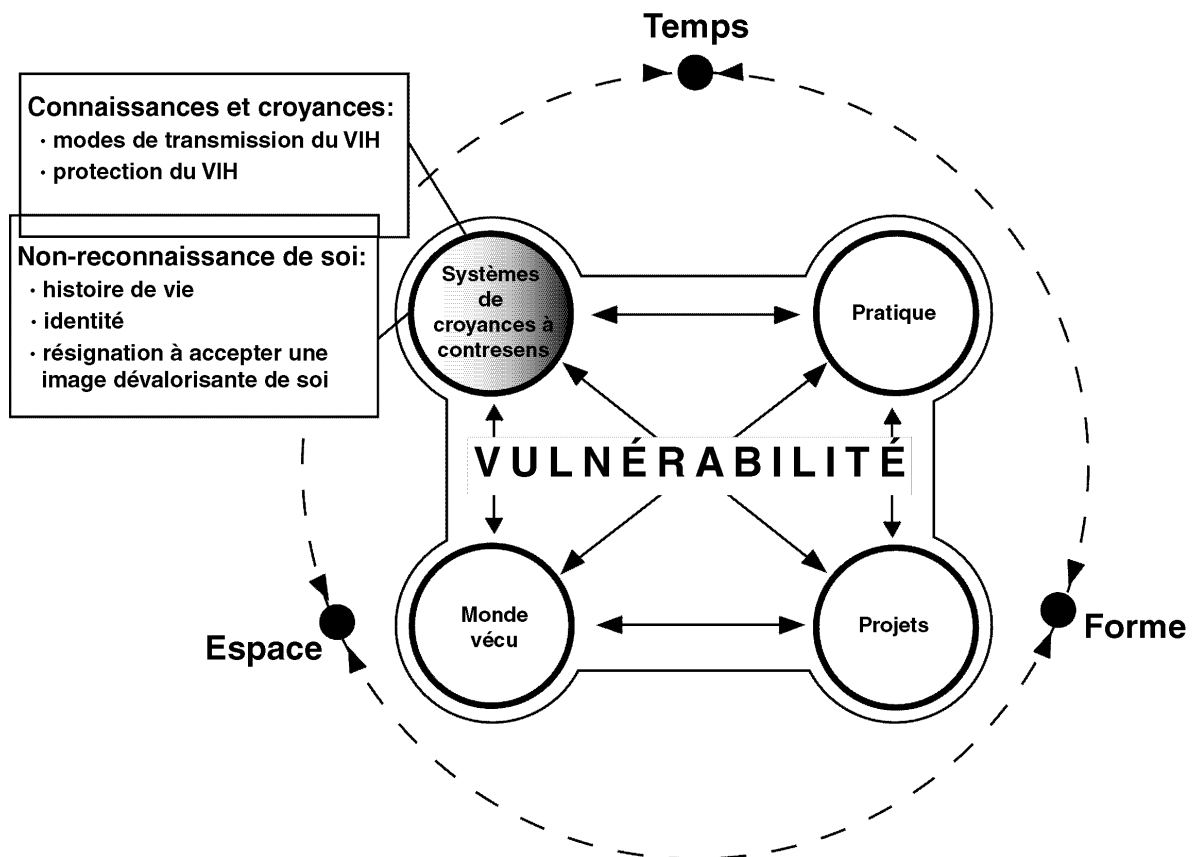 Temps
Connaissances et croyances:
· modes de transmission du VIH
· protection du VIH
Non-reconnaissance de soi:
· histoire de vie
· identité
· résignation à accepter une
image dévalorisante de soi
Systèmes
de
croyances à
contresens
Pratique
VULNÉRABILITÉ
Monde
vécu
Projets
Espace
Forme